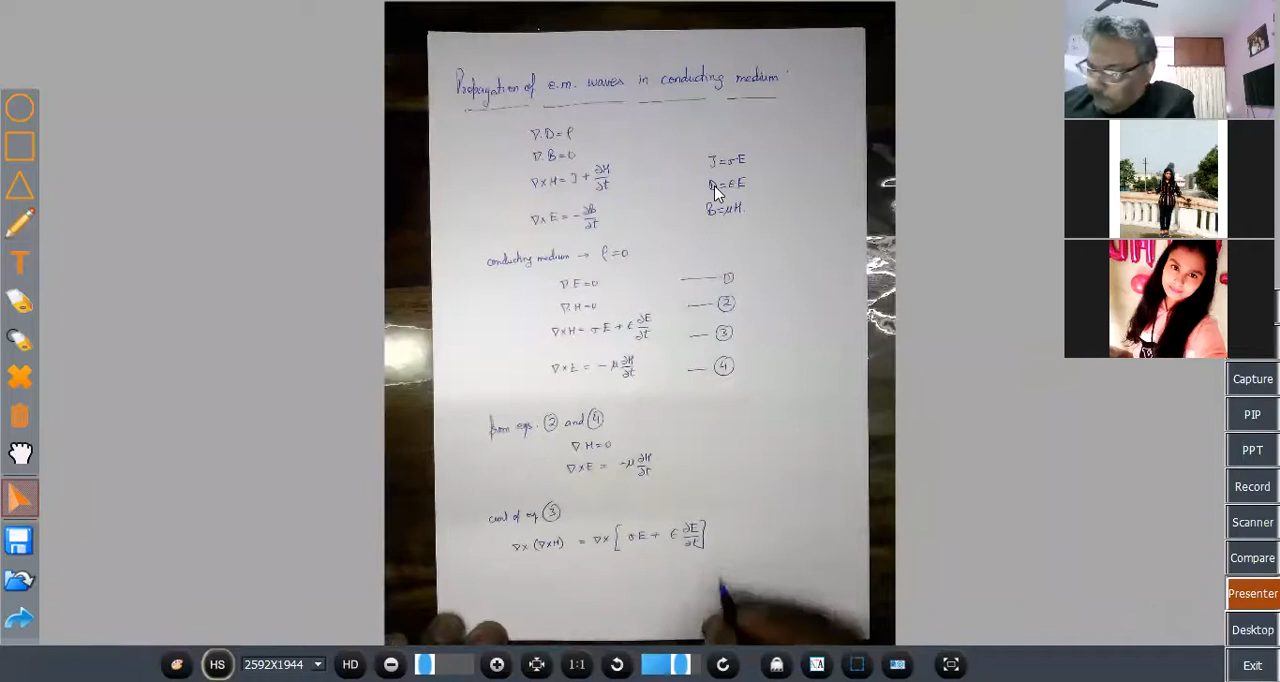 Propagation of e.m. waves in conducting medium
∇.D=ρ
∇.B=0
J=σE
∇×H= J + ∂H/∂t
D=εE
∇×E = -∂B/∂t
B=μH.
conducting medium → ρ=0
∇.E=0 —— ①
∇.H=0 —— ②
∇×H= σE + ε ∂E/∂t —— ③
∇×E = -μ ∂H/∂t —— ④
from eqs. ② and ④
∇.H=0
∇×E = -μ ∂H/∂t
curl of eq ③
∇×(∇×H) = ∇×[ σE + ε ∂E/∂t ]
T
Capture
PIP
PPT
Record
Scanner
Compare
Presenter
Desktop
Exit
HS 2592X1944 HD 1:1